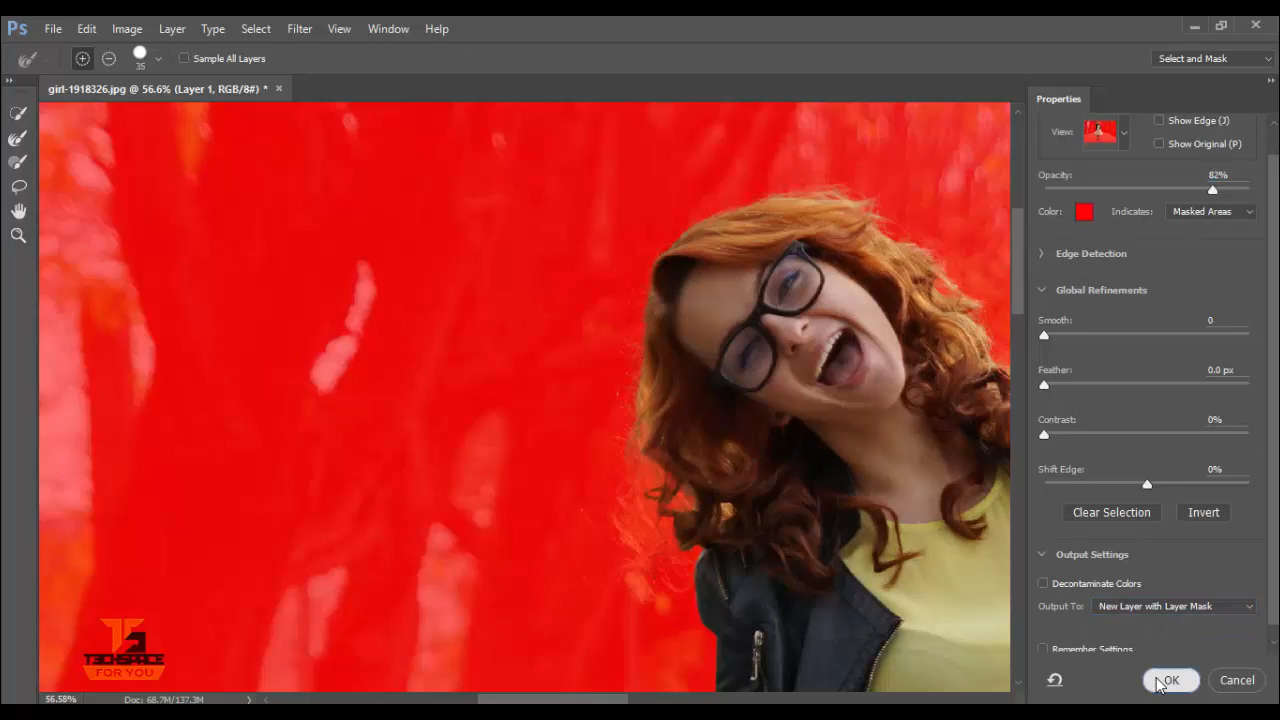 Ps File Edit Image Layer Type Select Filter View Window Help
35 Sample All Layers Select and Mask
girl-1918326.jpg @ 56.6% (Layer 1, RGB/8#) * ×
Properties
View: Show Edge (J)
Show Original (P)
Opacity: 82%
Color: Indicates: Masked Areas
Edge Detection
Global Refinements
Smooth: 0
Feather: 0.0 px
Contrast: 0%
Shift Edge: 0%
Clear Selection Invert
Output Settings
Decontaminate Colors
Output To: New Layer with Layer Mask
Remember Settings
OK Cancel
TECHSPACE
FOR YOU
56.58% Doc: 68.7M/137.3M